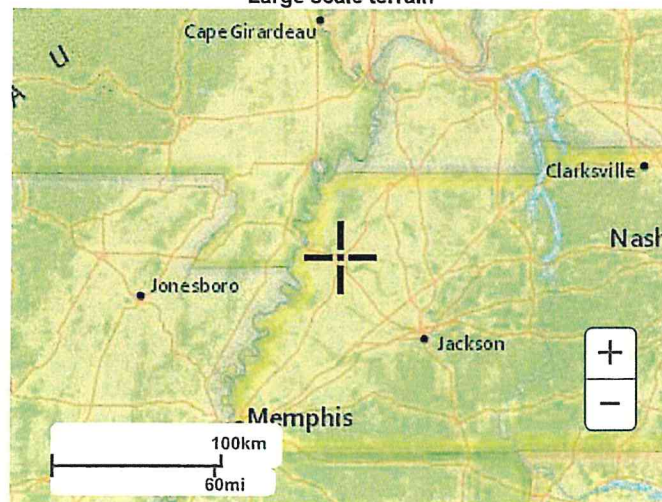 Large scale terrain
Cape Girardeau
A U
Clarksville
Nash
Jonesboro
Jackson
+
−
Memphis
100km
60mi